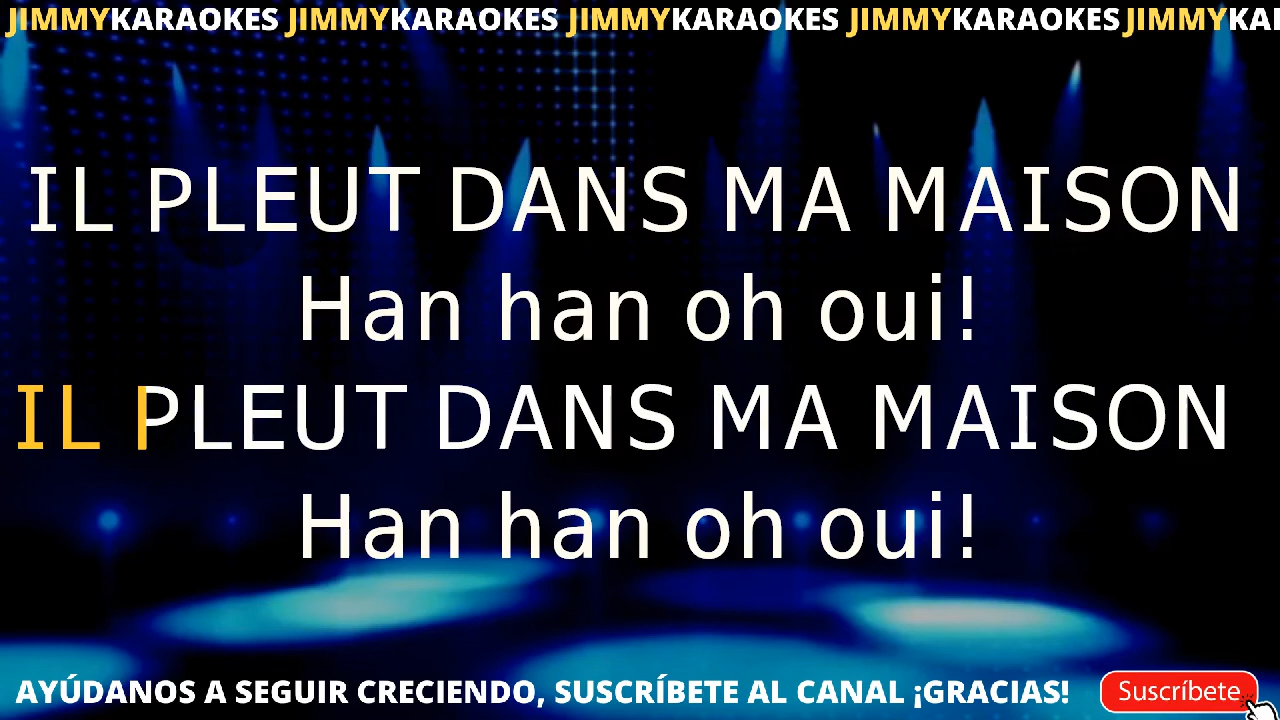 JIMMYKARAOKES JIMMYKARAOKES JIMMYKARAOKES JIMMYKARAOKES JIMMYKA
IL PLEUT DANS MA MAISON
Han han oh oui!
IL PLEUT DANS MA MAISON
Han han oh oui!
AYÚDANOS A SEGUIR CRECIENDO, SUSCRÍBETE AL CANAL ¡GRACIAS! Suscríbete